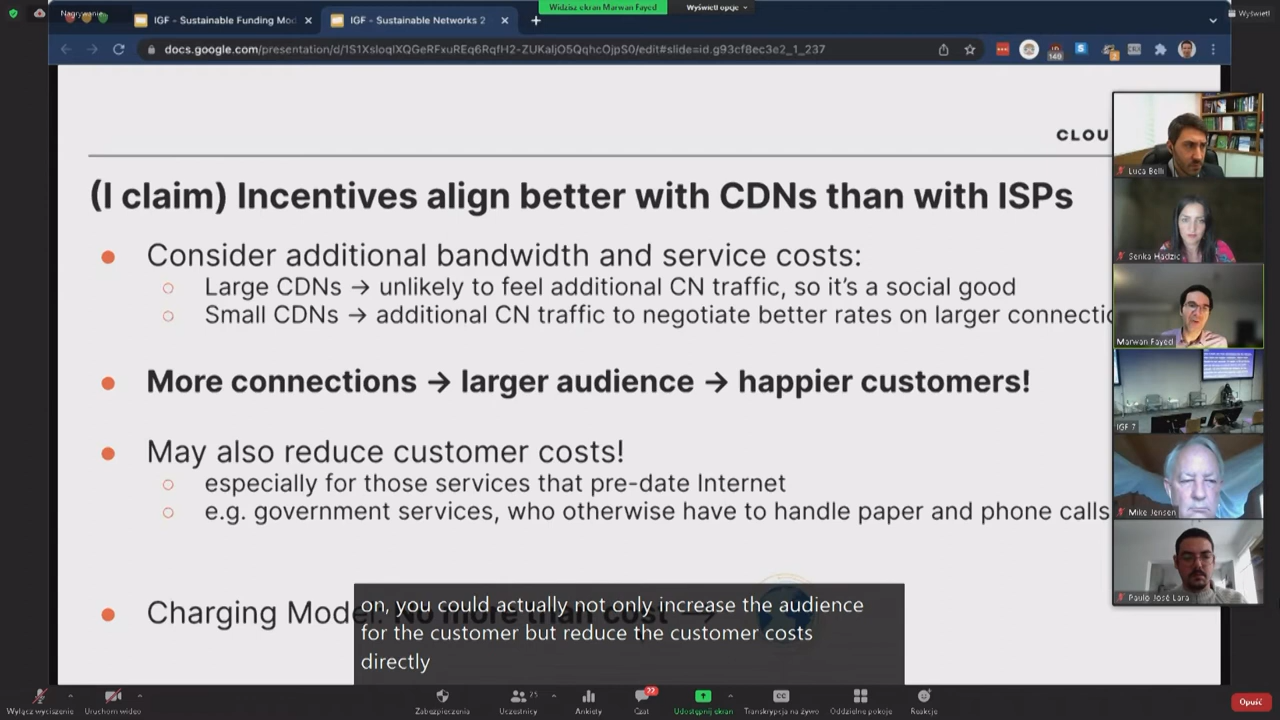 Nagrywanie
IGF - Sustainable Funding Mod
IGF - Sustainable Networks 2
Widzisz ekran Marwan Fayed
Wyświetl opcje
Wyświetl
docs.google.com/presentation/d/1S1XsloqIXQGeRFxuREq6RqfH2-ZUKaljO5QqhcOjpS0/edit#slide=id.g93cf8ec3e2_1_237
CLOU
(I claim) Incentives align better with CDNs than with ISPs
Consider additional bandwidth and service costs:
Large CDNs → unlikely to feel additional CN traffic, so it's a social good
Small CDNs → additional CN traffic to negotiate better rates on larger connectio
More connections → larger audience → happier customers!
May also reduce customer costs!
especially for those services that pre-date Internet
e.g. government services, who otherwise have to handle paper and phone calls
Charging Model: No more than cost →
on, you could actually not only increase the audience
for the customer but reduce the customer costs
directly
Luca Belli
Senka Hadzic
Marwan Fayed
IGF 7
Mike Jensen
Paulo José Lara
Wyłącz wyciszenie
Uruchom wideo
Zabezpieczenia
Uczestnicy
25
Ankiety
Czat
72
Udostępnij ekran
Transkrypcja na żywo
Oddzielne pokoje
Reakcje
Opuść